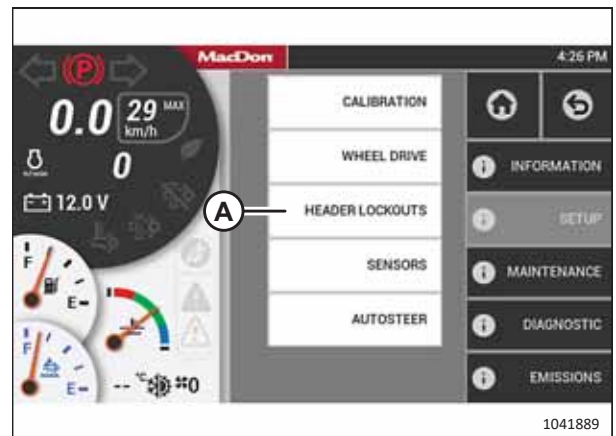 MacDon
4:26 PM
P
0.0
29 MAX
km/h
0
12.0 V
F
E
F
E
-- °C
0
CALIBRATION
WHEEL DRIVE
A
HEADER LOCKOUTS
SENSORS
AUTOSTEER
INFORMATION
SETUP
MAINTENANCE
DIAGNOSTIC
EMISSIONS
1041889